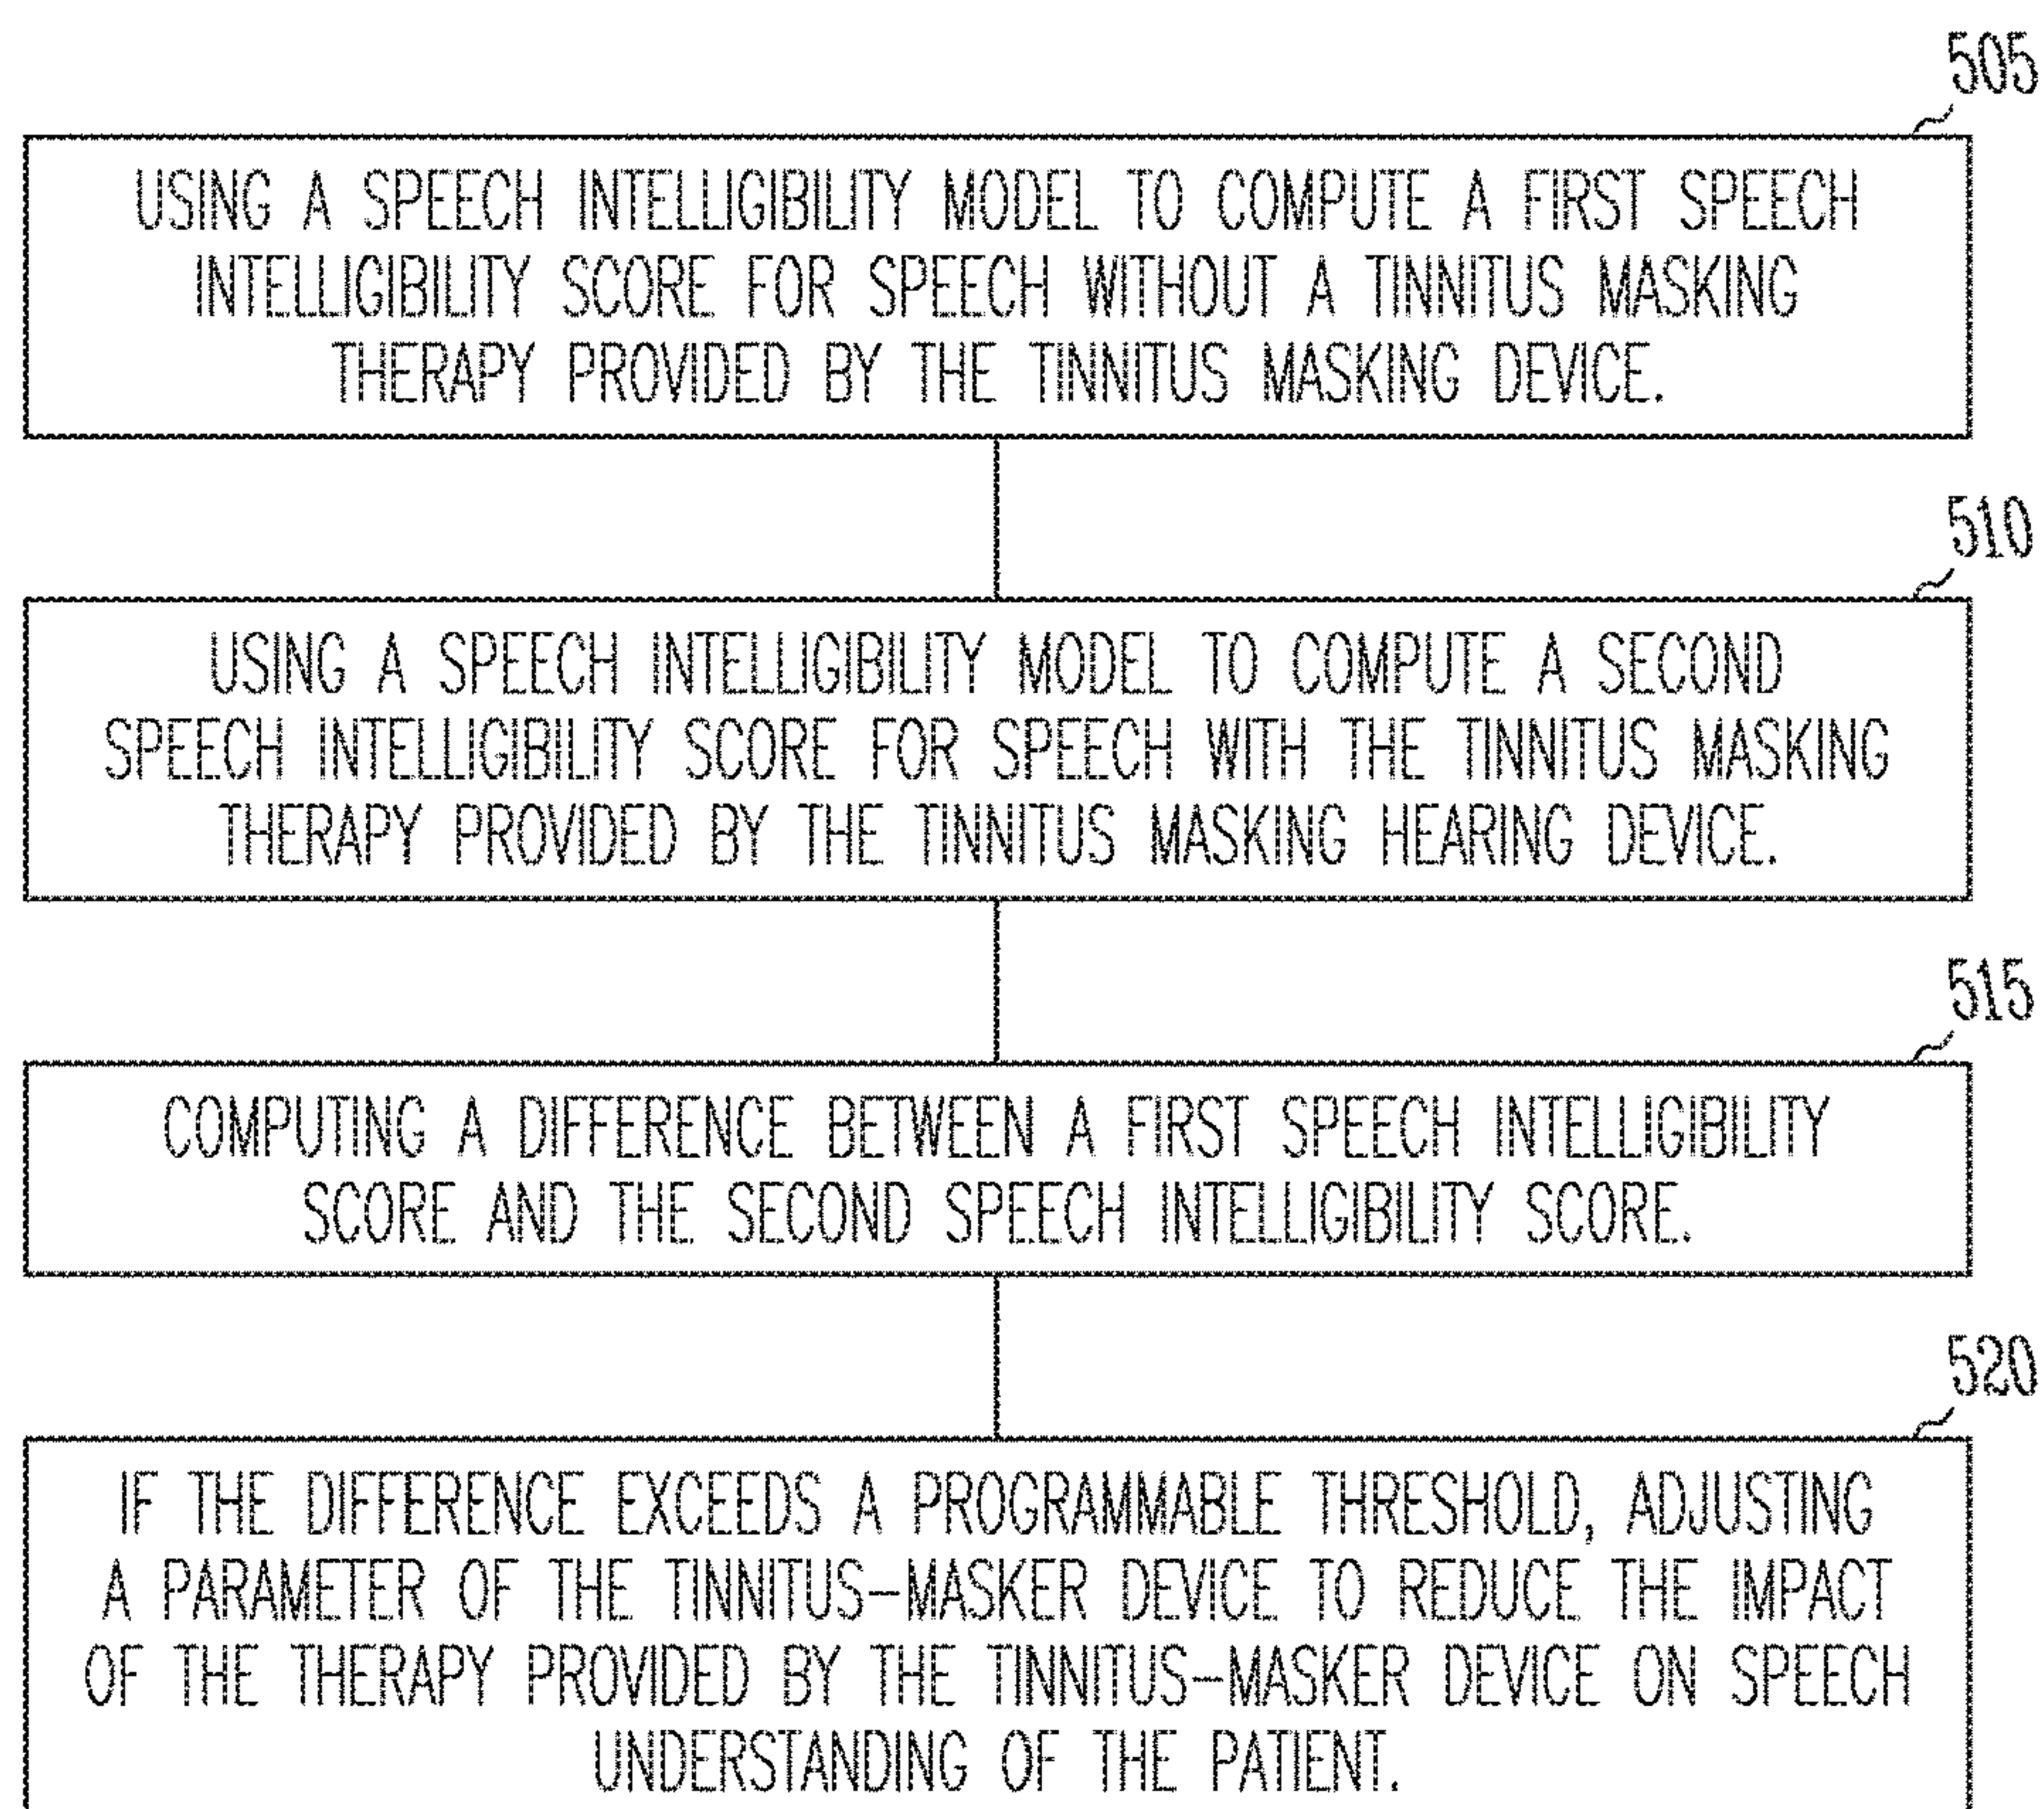 505
USING A SPEECH INTELLIGIBILITY MODEL TO COMPUTE A FIRST SPEECH
INTELLIGIBILITY SCORE FOR SPEECH WITHOUT A TINNITUS MASKING
THERAPY PROVIDED BY THE TINNITUS MASKING DEVICE.
510
USING A SPEECH INTELLIGIBILITY MODEL TO COMPUTE A SECOND
SPEECH INTELLIGIBILITY SCORE FOR SPEECH WITH THE TINNITUS MASKING
THERAPY PROVIDED BY THE TINNITUS MASKING HEARING DEVICE.
515
COMPUTING A DIFFERENCE BETWEEN A FIRST SPEECH INTELLIGIBILITY
SCORE AND THE SECOND SPEECH INTELLIGIBILITY SCORE.
520
IF THE DIFFERENCE EXCEEDS A PROGRAMMABLE THRESHOLD, ADJUSTING
A PARAMETER OF THE TINNITUS-MASKER DEVICE TO REDUCE THE IMPACT
OF THE THERAPY PROVIDED BY THE TINNITUS-MASKER DEVICE ON SPEECH
UNDERSTANDING OF THE PATIENT.